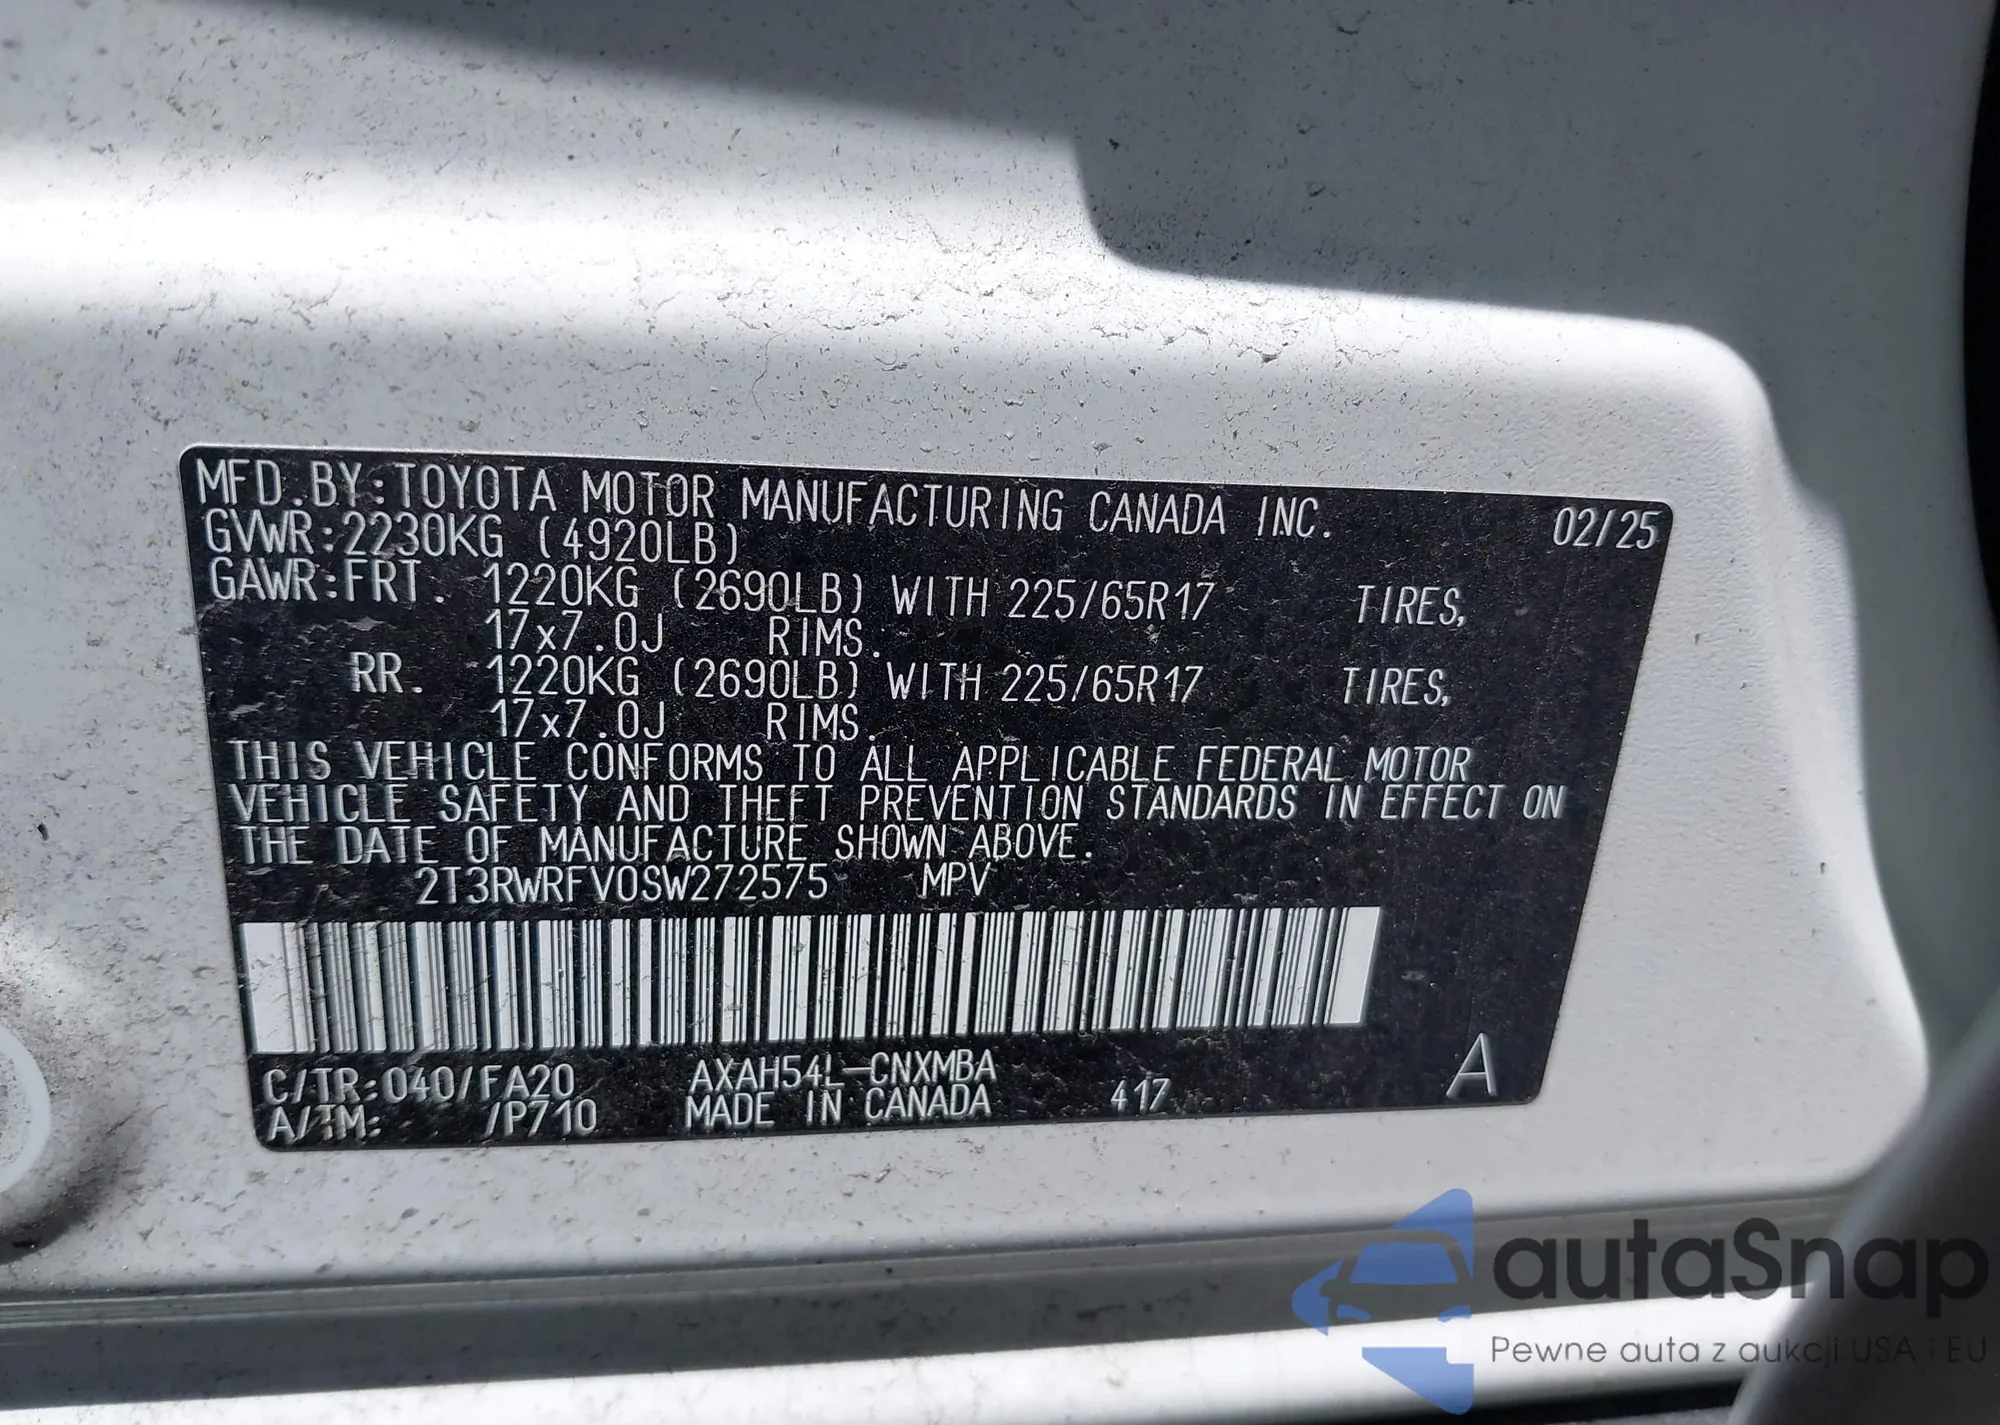 MFD.BY:TOYOTA MOTOR MANUFACTURING CANADA INC. 02/25
GVWR:2230KG (4920LB)
GAWR:FRT. 1220KG (2690LB) WITH 225/65R17 TIRES,
17x7.0J RIMS.
RR. 1220KG (2690LB) WITH 225/65R17 TIRES,
17x7.0J RIMS.
THIS VEHICLE CONFORMS TO ALL APPLICABLE FEDERAL MOTOR
VEHICLE SAFETY AND THEFT PREVENTION STANDARDS IN EFFECT ON
THE DATE OF MANUFACTURE SHOWN ABOVE.
2T3RWRFV0SW272575 MPV
C/TR:040/FA20 AXAH54L-CNXMBA A
A/TM: /P710 MADE IN CANADA 417
autaSnap
Pewne auta z aukcji USA i EU